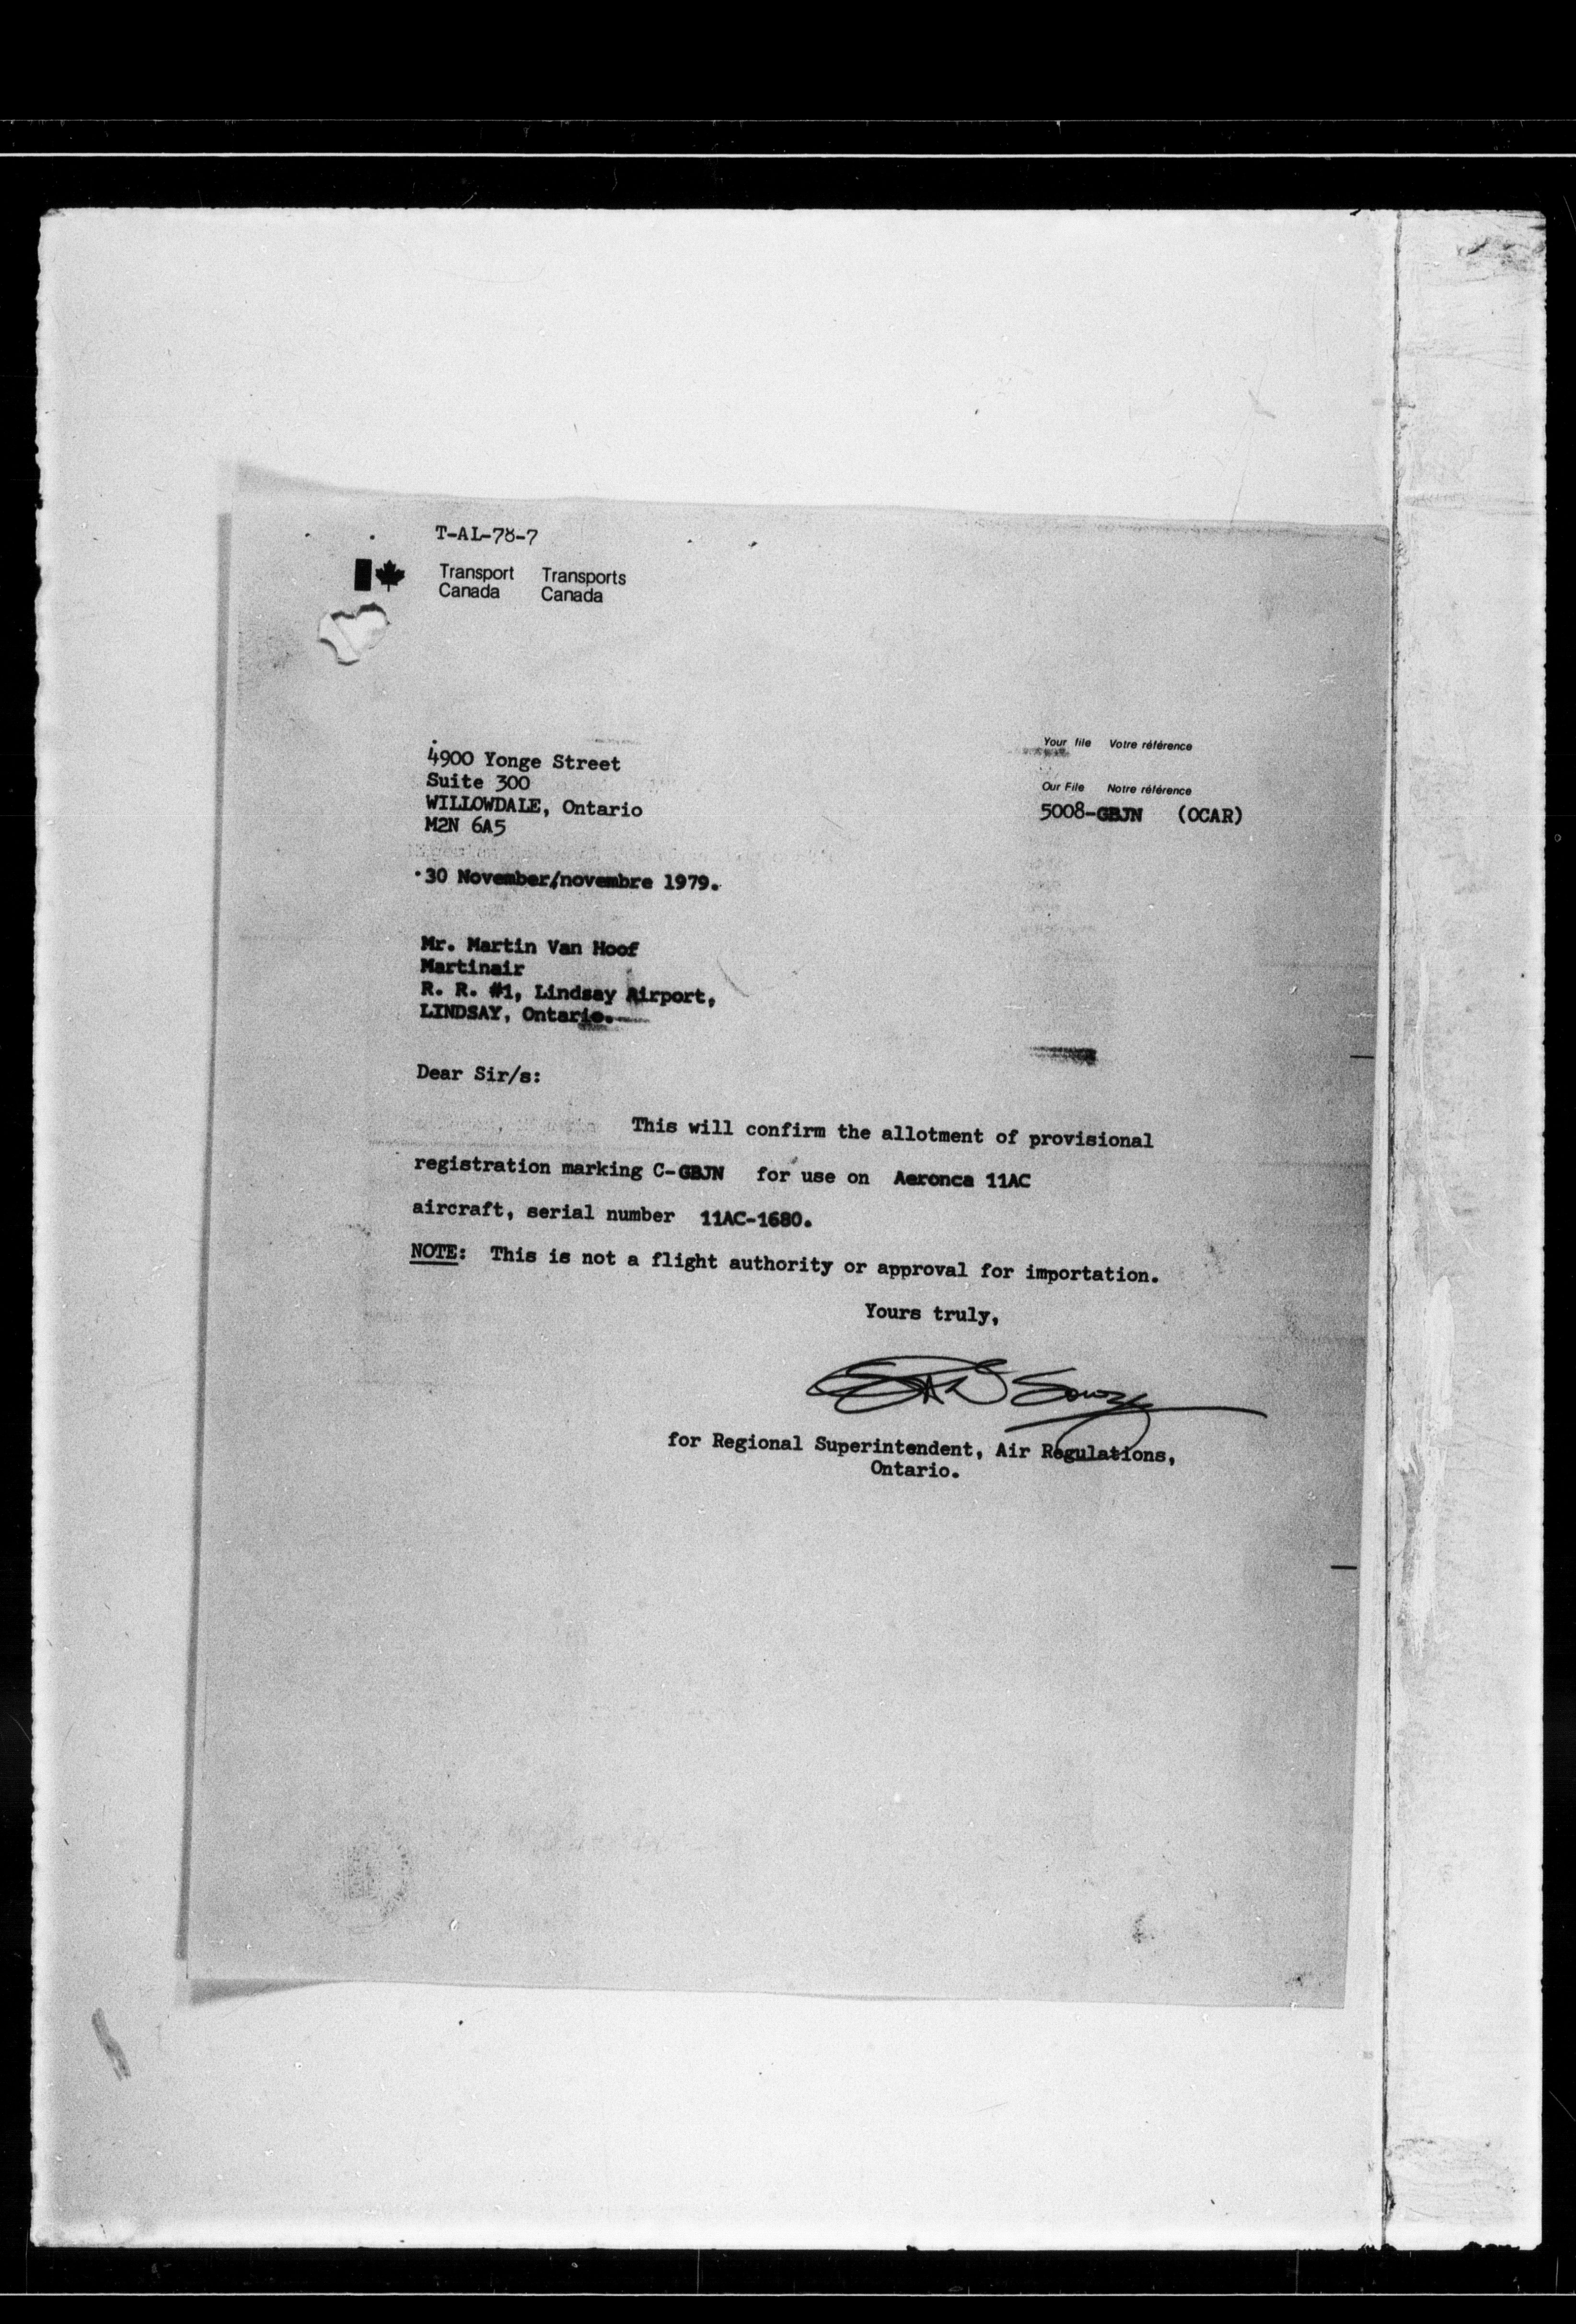 T-AL-78-7
Transport Canada Transports Canada
4900 Yonge Street
Suite 300
WILLOWDALE, Ontario
M2N 6A5
Your file Votre référence
Our File Notre référence
5008-GBJN (OCAR)
30 November/novembre 1979.
Mr. Martin Van Hoof
Martinair
R. R. #1, Lindsay Airport,
LINDSAY, Ontario.
Dear Sir/s:
This will confirm the allotment of provisional
registration marking C-GBJN for use on Aeronca 11AC
aircraft, serial number 11AC-1680.
NOTE: This is not a flight authority or approval for importation.
Yours truly,
for Regional Superintendent, Air Regulations,
Ontario.